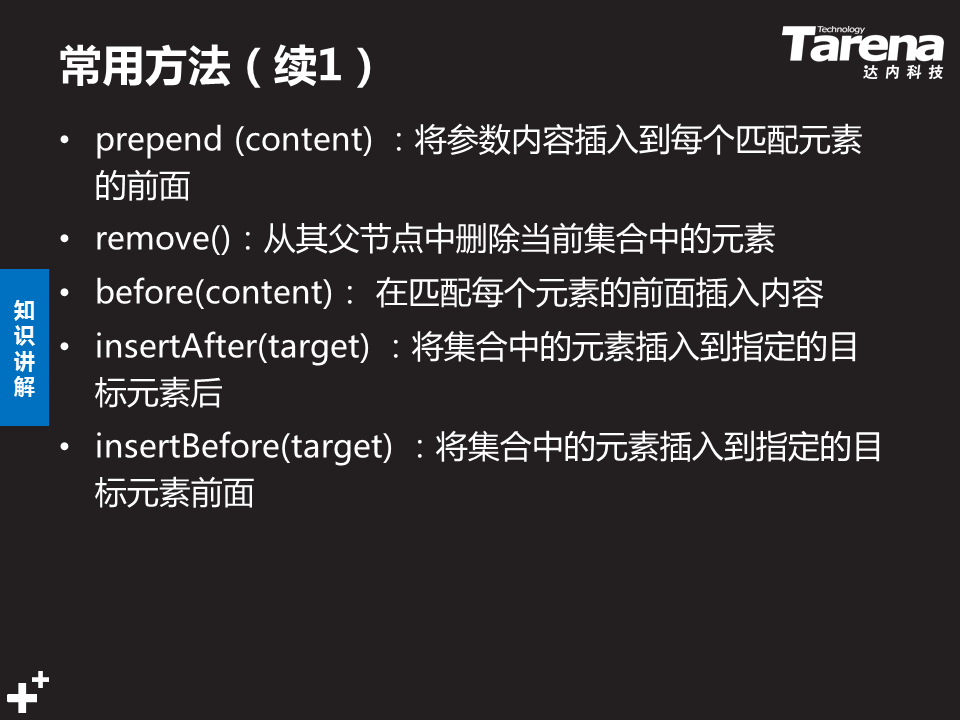 常用方法（续1）
Technology
Tarena
达内科技
• prepend (content) ：将参数内容插入到每个匹配元素
的前面
• remove()：从其父节点中删除当前集合中的元素
• before(content)： 在匹配每个元素的前面插入内容
• insertAfter(target) ：将集合中的元素插入到指定的目
标元素后
• insertBefore(target) ：将集合中的元素插入到指定的目
标元素前面
知
识
讲
解